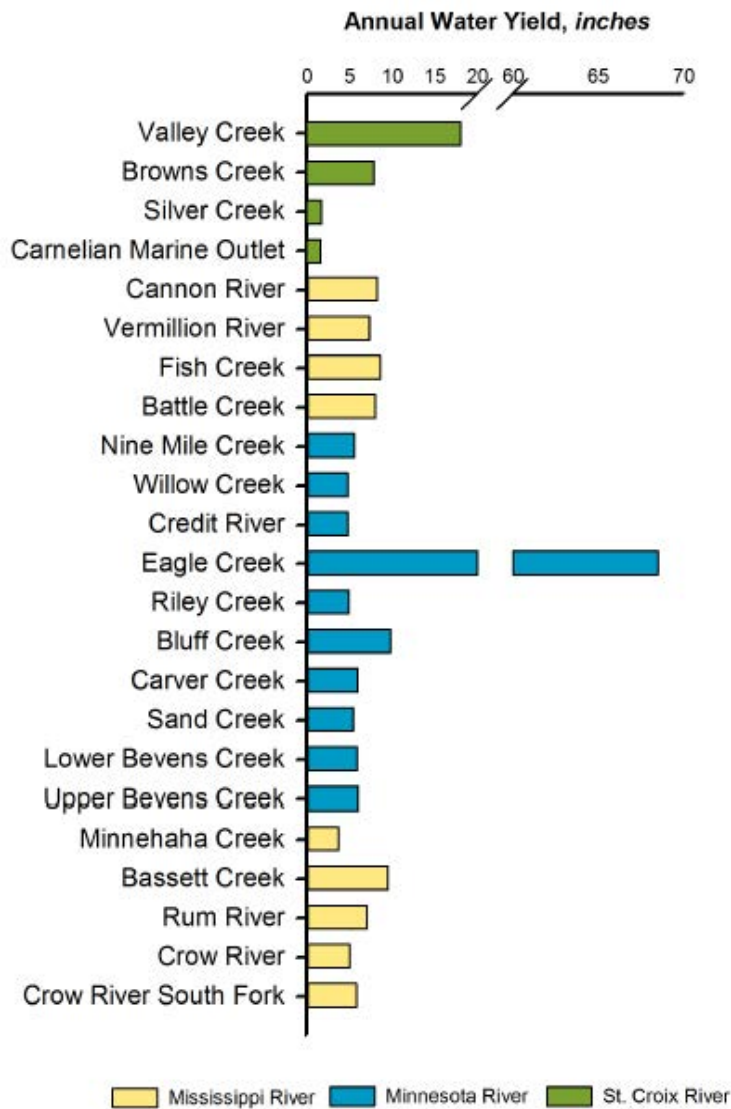 Annual Water Yield, inches
0 5 10 15 20 60 65 70
Valley Creek
Browns Creek
Silver Creek
Carnelian Marine Outlet
Cannon River
Vermillion River
Fish Creek
Battle Creek
Nine Mile Creek
Willow Creek
Credit River
Eagle Creek
Riley Creek
Bluff Creek
Carver Creek
Sand Creek
Lower Bevens Creek
Upper Bevens Creek
Minnehaha Creek
Bassett Creek
Rum River
Crow River
Crow River South Fork
Mississippi River Minnesota River St. Croix River